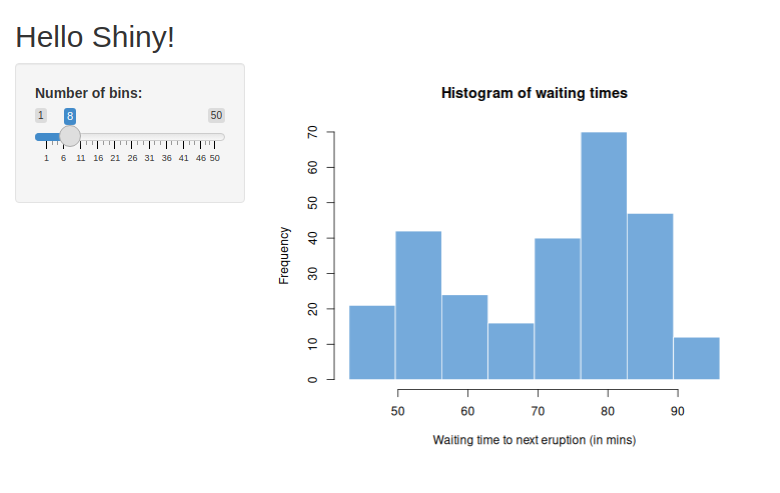 Hello Shiny!
Number of bins:
1 8 50
1 6 11 16 21 26 31 36 41 46 50
Histogram of waiting times
Frequency
70
60
50
40
30
20
10
0
50 60 70 80 90
Waiting time to next eruption (in mins)